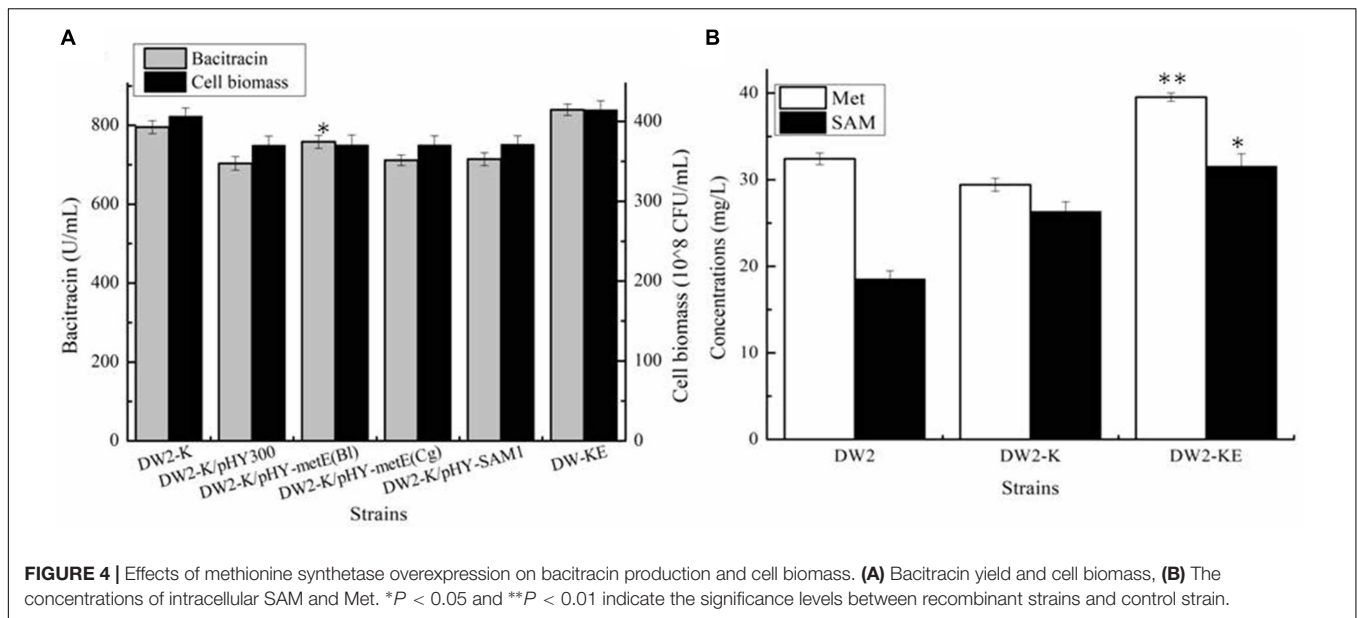 A
Bacitracin
Cell biomass
Bacitracin (U/mL)
800
600
400
200
0
*
Cell biomass (10^8 CFU/mL)
400
300
200
100
0
DW2-K
DW2-K/pHY300
DW2-K/pHY-metE(Bl)
DW2-K/pHY-metE(Cg)
DW2-K/pHY-SAM1
DW-KE
Strains
B
Met
SAM
Concentrations (mg/L)
40
30
20
10
0
**
*
DW2
DW2-K
DW2-KE
Strains
FIGURE 4 | Effects of methionine synthetase overexpression on bacitracin production and cell biomass. (A) Bacitracin yield and cell biomass, (B) The
concentrations of intracellular SAM and Met. *P < 0.05 and **P < 0.01 indicate the significance levels between recombinant strains and control strain.